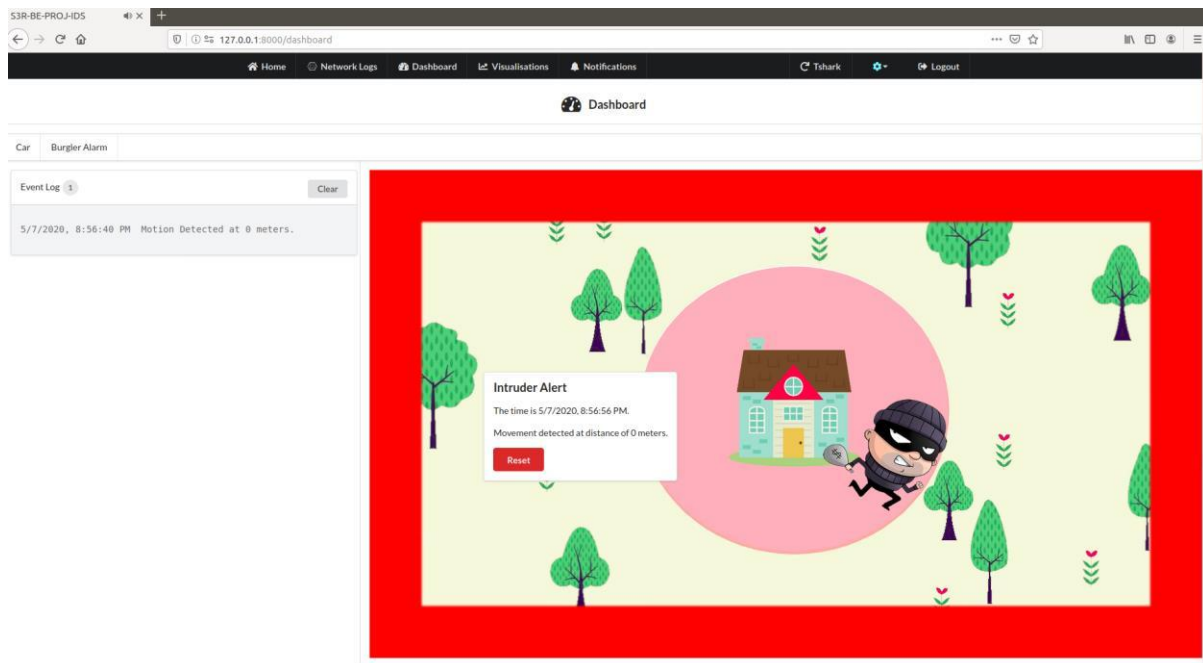 S3R-BE-PROJ-IDS
127.0.0.1:8000/dashboard
Home Network Logs Dashboard Visualisations Notifications Tshark Logout
Dashboard
Car Burgler Alarm
Event Log 1 Clear
5/7/2020, 8:56:40 PM Motion Detected at 0 meters.
Intruder Alert
The time is 5/7/2020, 8:56:56 PM.
Movement detected at distance of 0 meters.
Reset
$